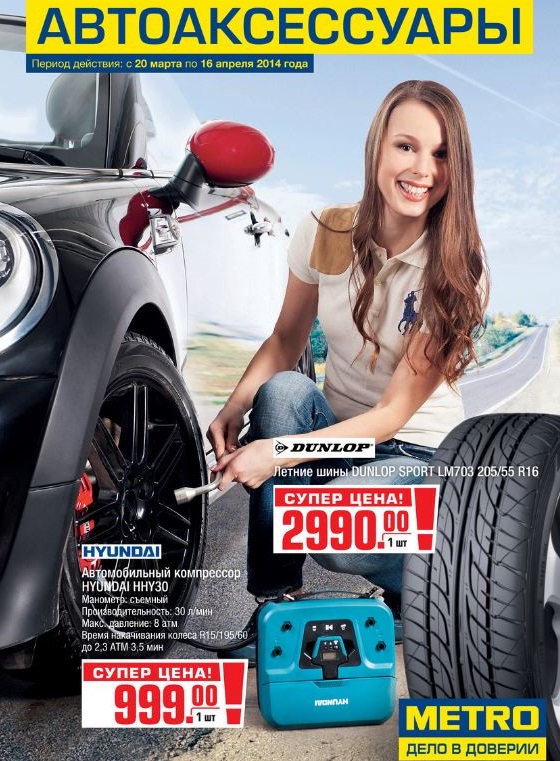 АВТОАКСЕССУАРЫ
Период действия: с 20 марта по 16 апреля 2014 года
DUNLOP
Летние шины DUNLOP SPORT LM703 205/55 R16
СУПЕР ЦЕНА!
2990.00!
1 шт
HYUNDAI
Автомобильный компрессор
HYUNDAI HHY30
Манометр: съемный
Производительность: 30 л/мин
Макс. давление: 8 атм
Время накачивания колеса R15/195/60
до 2,3 АТМ 3,5 мин
СУПЕР ЦЕНА!
999.00!
1 шт
HYUNDAI
METRO
ДЕЛО В ДОВЕРИИ